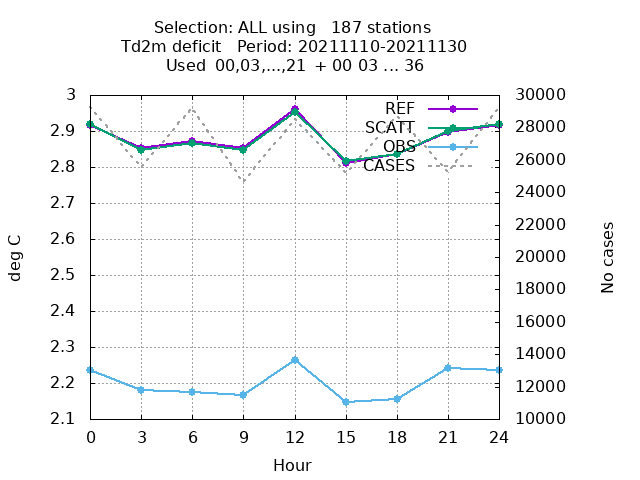 Selection: ALL using   187 stations
Td2m deficit   Period: 20211110-20211130
Used  00,03,...,21  + 00 03 ... 36
3
30000
REF
2.9
28000
SCATT
OBS
2.8
26000
CASES
2.7
24000
2.6
22000
deg C
2.5
20000
No cases
2.4
18000
16000
2.3
14000
2.2
12000
2.1
10000
0 3 6 9 12 15 18 21 24
Hour